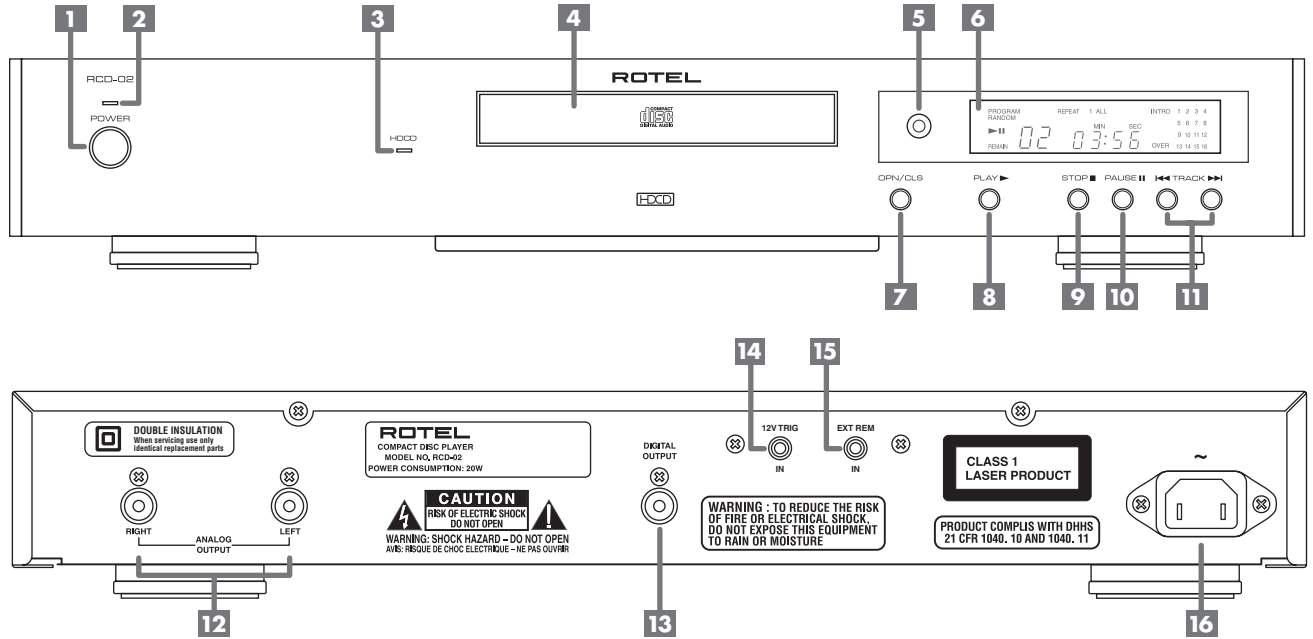 1 2 3 4 5 6
RCD-02
POWER
HDCD
ROTEL
COMPACT
disc
DIGITAL AUDIO
HDCD
PROGRAM REPEAT 1 ALL INTRO 1 2 3 4
RANDOM 5 6 7 8
MIN SEC 9 10 11 12
REMAIN 02 03:56 OVER 13 14 15 16
OPN/CLS PLAY STOP PAUSE TRACK
7 8 9 10 11
14 15
DOUBLE INSULATION
When servicing use only
identical replacement parts
RIGHT LEFT
ANALOG
OUTPUT
ROTEL
COMPACT DISC PLAYER
MODEL NO. RCD-02
POWER CONSUMPTION: 20W
CAUTION
RISK OF ELECTRIC SHOCK
DO NOT OPEN
WARNING: SHOCK HAZARD – DO NOT OPEN
AVIS: RISQUE DE CHOC ELECTRIQUE – NE PAS OUVRIR
DIGITAL
OUTPUT
12V TRIG
IN
EXT REM
IN
WARNING : TO REDUCE THE RISK
OF FIRE OR ELECTRICAL SHOCK,
DO NOT EXPOSE THIS EQUIPMENT
TO RAIN OR MOISTURE
CLASS 1
LASER PRODUCT
PRODUCT COMPLIS WITH DHHS
21 CFR 1040. 10 AND 1040. 11
~
12 13 16